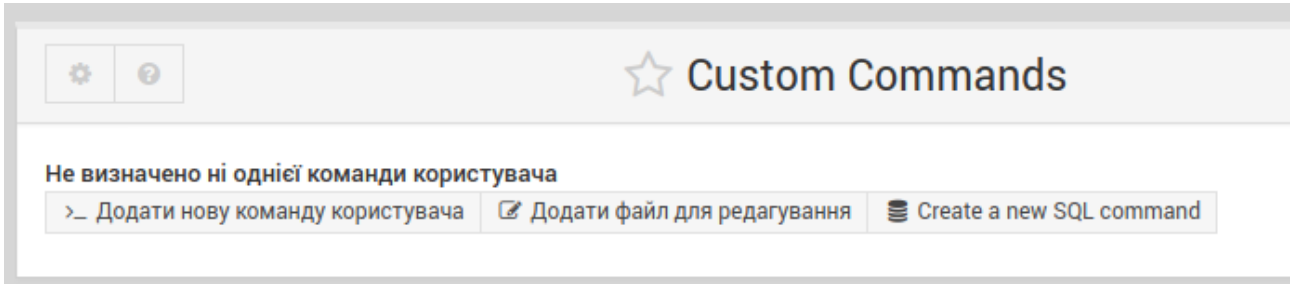 Custom Commands
Не визначено ні однієї команди користувача
>_ Додати нову команду користувача Додати файл для редагування Create a new SQL command